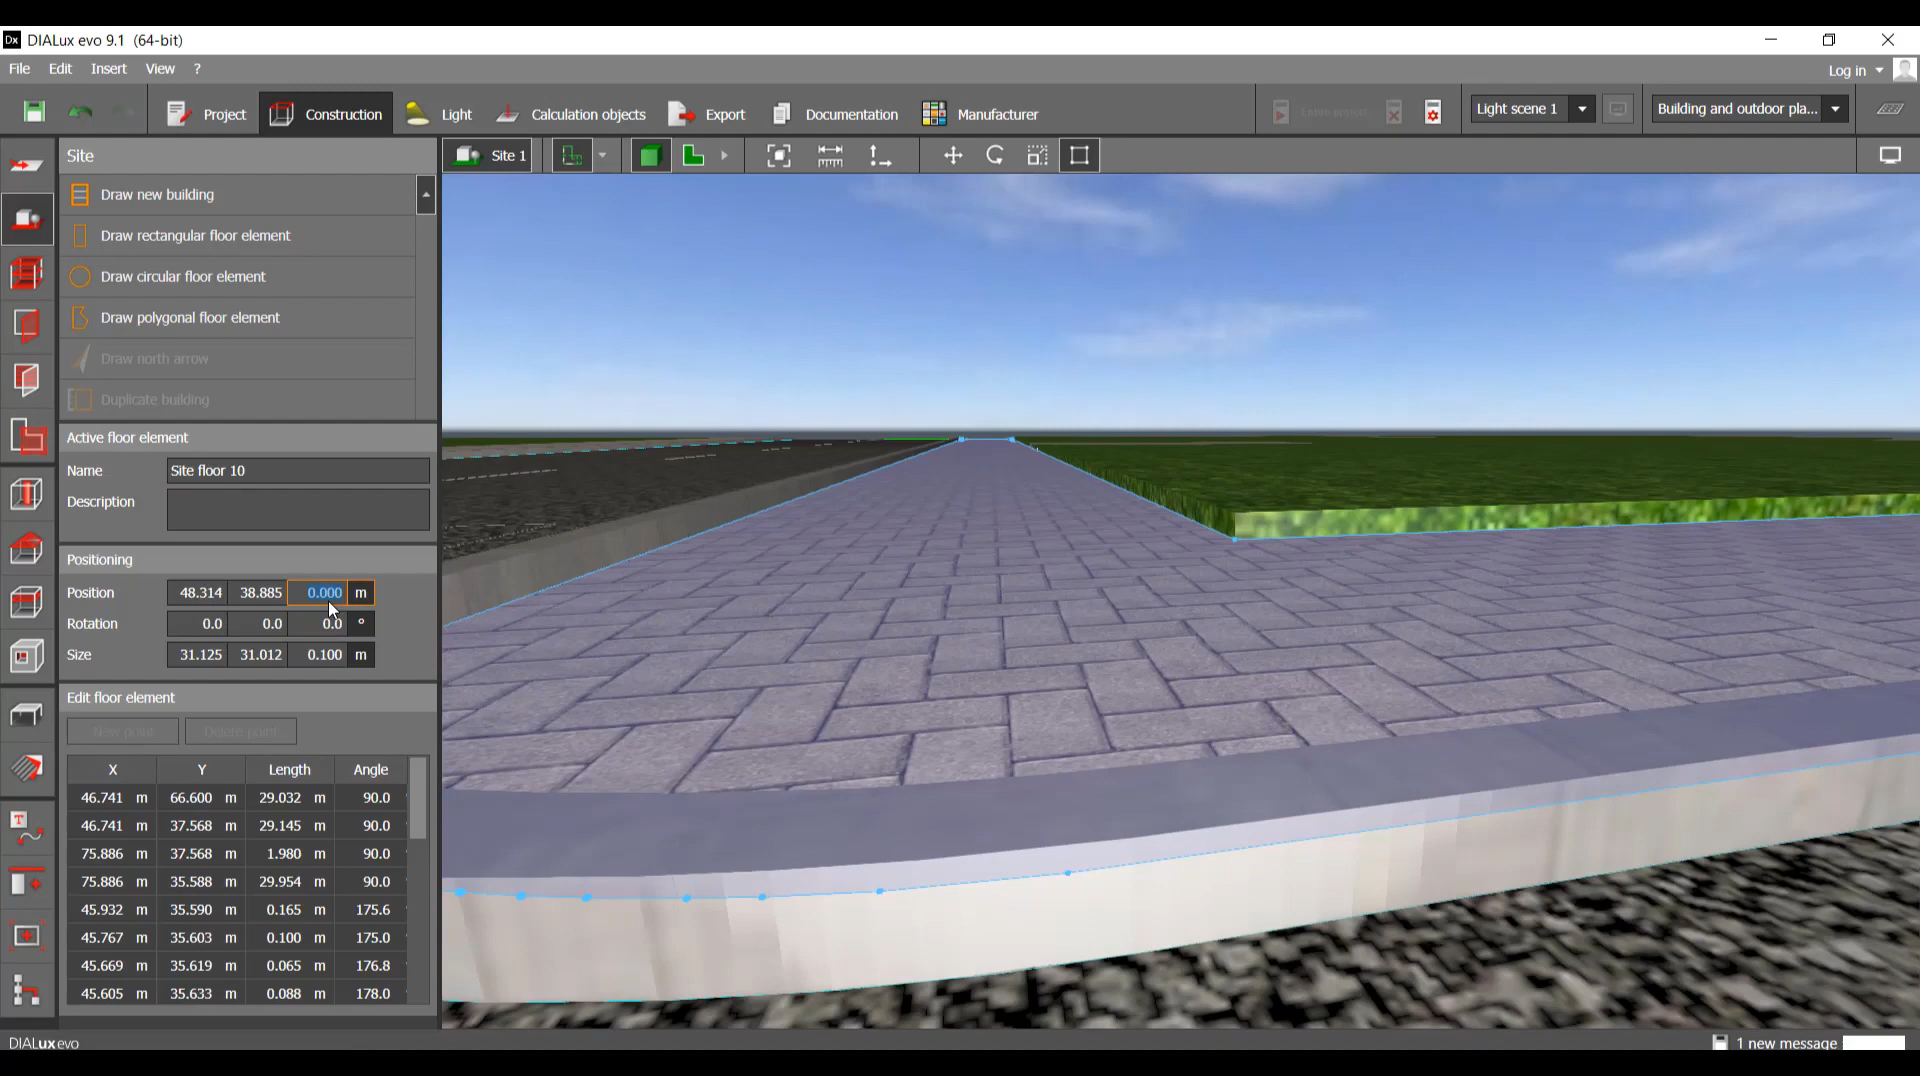 Dx DIALux evo 9.1 (64-bit)
File Edit Insert View ?
Log in
Project Construction Light Calculation objects Export Documentation Manufacturer Entire project Light scene 1 Building and outdoor pla...
Site
Site 1
Draw new building
Draw rectangular floor element
Draw circular floor element
Draw polygonal floor element
Draw north arrow
Duplicate building
Active floor element
Name Site floor 10
Description
Positioning
Position 48.314 38.885 0.000 m
Rotation 0.0 0.0 0.0 °
Size 31.125 31.012 0.100 m
Edit floor element
New point Delete point
X Y Length Angle
46.741 m 66.600 m 29.032 m 90.0
46.741 m 37.568 m 29.145 m 90.0
75.886 m 37.568 m 1.980 m 90.0
75.886 m 35.588 m 29.954 m 90.0
45.932 m 35.590 m 0.165 m 175.6
45.767 m 35.603 m 0.100 m 175.0
45.669 m 35.619 m 0.065 m 176.8
45.605 m 35.633 m 0.088 m 178.0
T
DIALux evo
1 new message